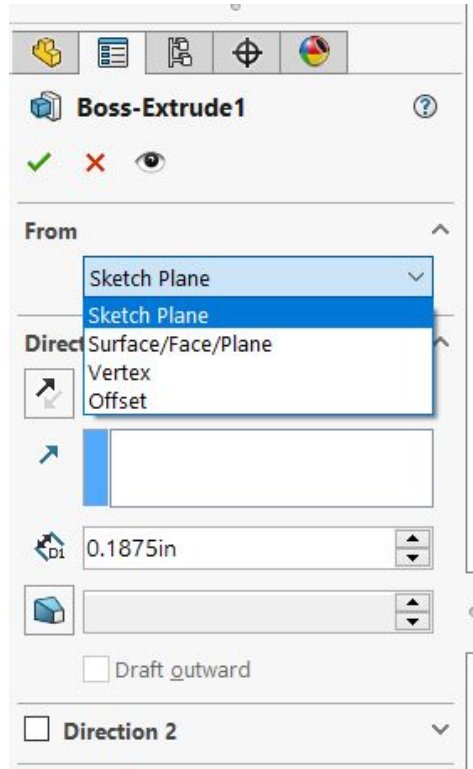 Boss-Extrude1
From
Sketch Plane
Sketch Plane
Direct Surface/Face/Plane
Vertex
Offset
D1 0.1875in
Draft outward
Direction 2